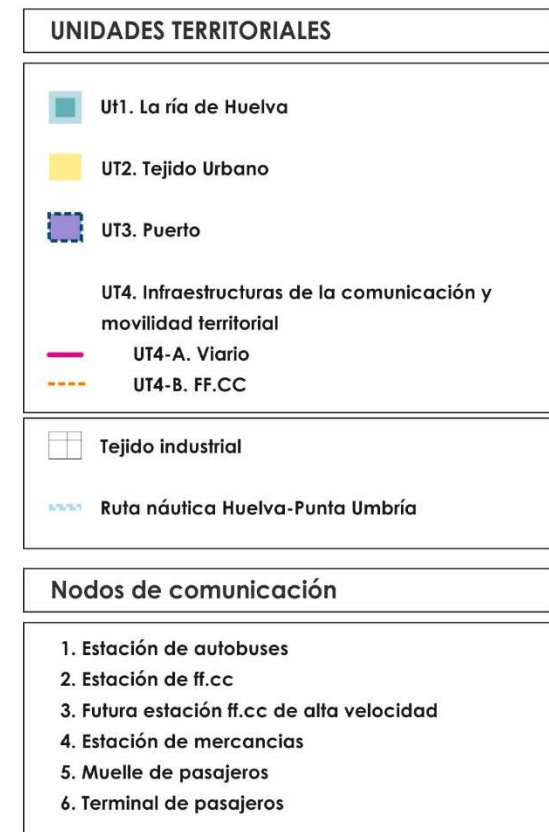 UNIDADES TERRITORIALES
Ut1. La ría de Huelva
UT2. Tejido Urbano
UT3. Puerto
UT4. Infraestructuras de la comunicación y
movilidad territorial
UT4-A. Viario
UT4-B. FF.CC
Tejido industrial
Ruta náutica Huelva-Punta Umbría
Nodos de comunicación
1. Estación de autobuses
2. Estación de ff.cc
3. Futura estación ff.cc de alta velocidad
4. Estación de mercancias
5. Muelle de pasajeros
6. Terminal de pasajeros